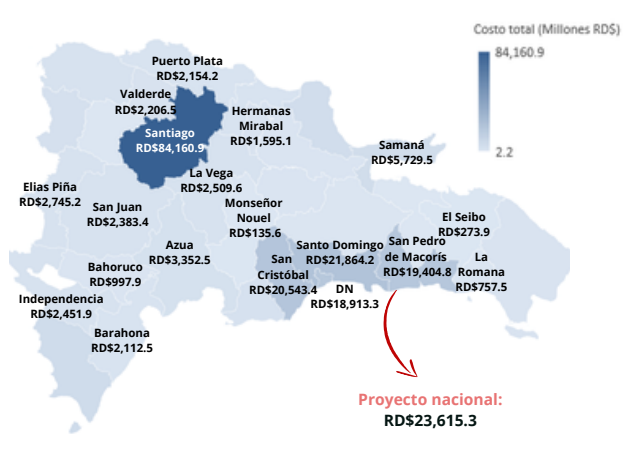 Costo total (Millones RD$)
84,160.9
2.2
Puerto Plata
RD$2,154.2
Valderde
RD$2,206.5
Hermanas
Mirabal
RD$1,595.1
Santiago
RD$84,160.9
Samaná
RD$5,729.5
La Vega
RD$2,509.6
Elias Piña
RD$2,745.2
San Juan
RD$2,383.4
Monseñor
Nouel
RD$135.6
El Seibo
RD$273.9
Azua
RD$3,352.5
Santo Domingo
RD$21,864.2
San Pedro
de Macorís
RD$19,404.8
San
Cristóbal
RD$20,543.4
La
Romana
RD$757.5
Bahoruco
RD$997.9
DN
RD$18,913.3
Independencia
RD$2,451.9
Barahona
RD$2,112.5
Proyecto nacional:
RD$23,615.3